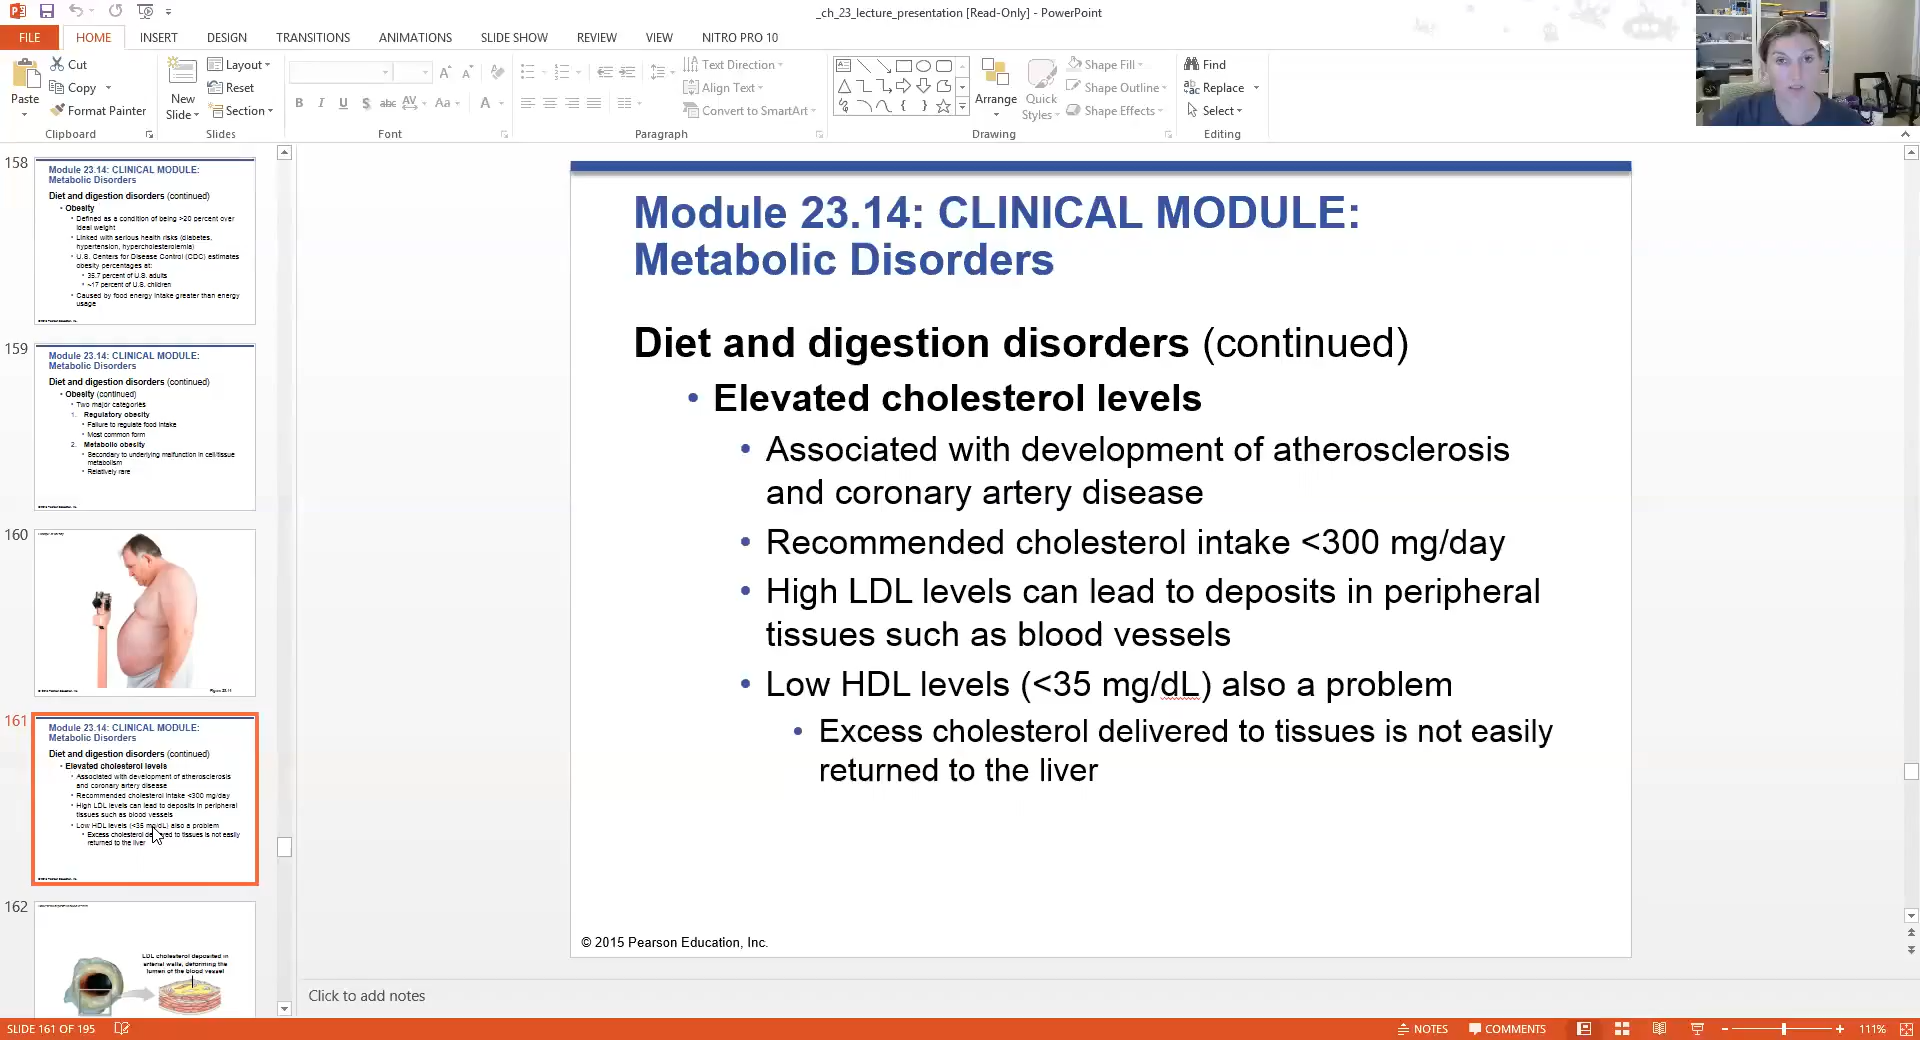 _ch_23_lecture_presentation [Read-Only] - PowerPoint
FILE HOME INSERT DESIGN TRANSITIONS ANIMATIONS SLIDE SHOW REVIEW VIEW NITRO PRO 10
Paste
Cut
Copy
Format Painter
Clipboard
New Slide
Layout
Reset
Section
Slides
B I U S abc AV Aa A
Font
Text Direction
Align Text
Convert to SmartArt
Paragraph
Arrange
Quick Styles
Shape Fill
Shape Outline
Shape Effects
Drawing
Find
Replace
Select
Editing
158
Module 23.14: CLINICAL MODULE:
Metabolic Disorders
Diet and digestion disorders (continued)
• Obesity
• Defined as a condition of being >20 percent over
ideal weight
• Linked with serious health risks (diabetes,
hypertension, hypercholesterolemia)
• U.S. Centers for Disease Control (CDC) estimates
obesity percentages at:
• 35.7 percent of U.S. adults
• ~17 percent of U.S. children
• Caused by food energy intake greater than energy
usage
159
Module 23.14: CLINICAL MODULE:
Metabolic Disorders
Diet and digestion disorders (continued)
• Obesity (continued)
• Two major categories
1. Regulatory obesity
• Failure to regulate food intake
• Most common form
2. Metabolic obesity
• Secondary to underlying malfunction in cell/tissue
metabolism
• Relatively rare
160
Figure 23.14
161
Module 23.14: CLINICAL MODULE:
Metabolic Disorders
Diet and digestion disorders (continued)
• Elevated cholesterol levels
• Associated with development of atherosclerosis
and coronary artery disease
• Recommended cholesterol intake <300 mg/day
• High LDL levels can lead to deposits in peripheral
tissues such as blood vessels
• Low HDL levels (<35 mg/dL) also a problem
• Excess cholesterol delivered to tissues is not easily
returned to the liver
162
LDL cholesterol deposited in
arterial walls, deforming the
lumen of the blood vessel
Module 23.14: CLINICAL MODULE:
Metabolic Disorders
Diet and digestion disorders (continued)
• Elevated cholesterol levels
• Associated with development of atherosclerosis
and coronary artery disease
• Recommended cholesterol intake <300 mg/day
• High LDL levels can lead to deposits in peripheral
tissues such as blood vessels
• Low HDL levels (<35 mg/dL) also a problem
• Excess cholesterol delivered to tissues is not easily
returned to the liver
© 2015 Pearson Education, Inc.
Click to add notes
SLIDE 161 OF 195
NOTES COMMENTS 111%